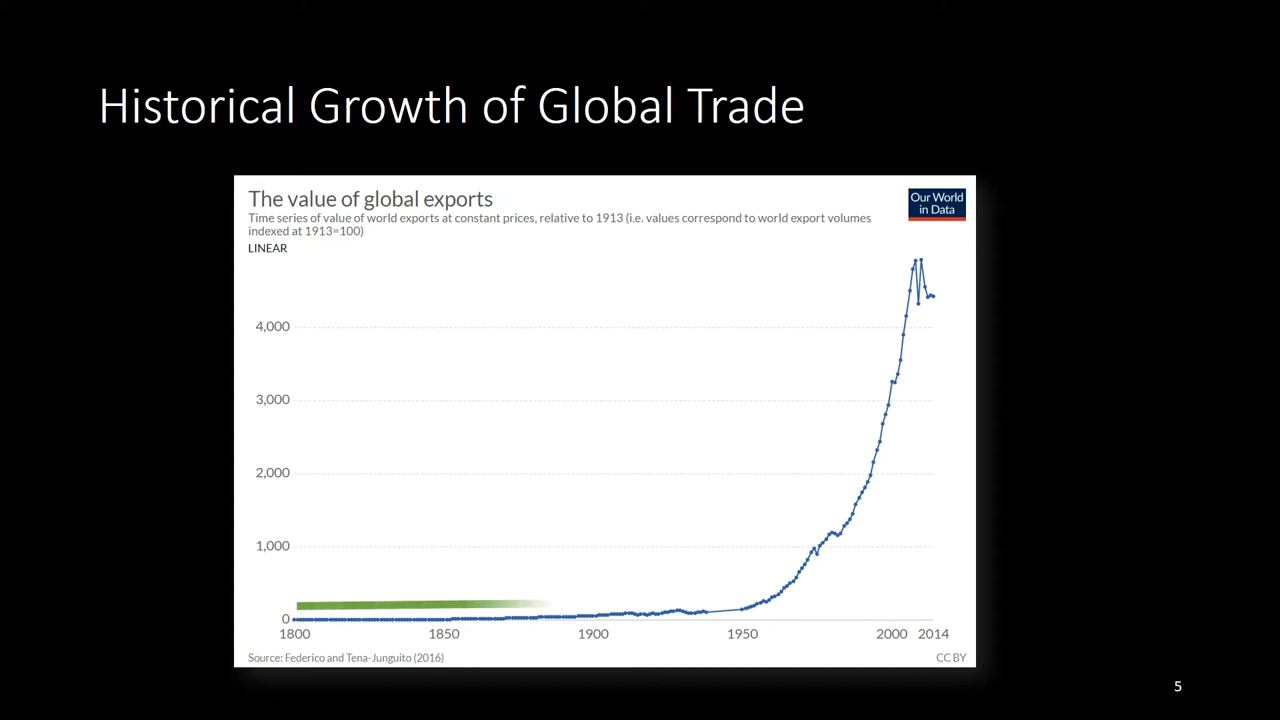 Historical Growth of Global Trade
The value of global exports
Our World
in Data
Time series of value of world exports at constant prices, relative to 1913 (i.e. values correspond to world export volumes
indexed at 1913=100)
LINEAR
4,000
3,000
2,000
1,000
0
1800 1850 1900 1950 2000 2014
Source: Federico and Tena-Junguito (2016)
CC BY
5